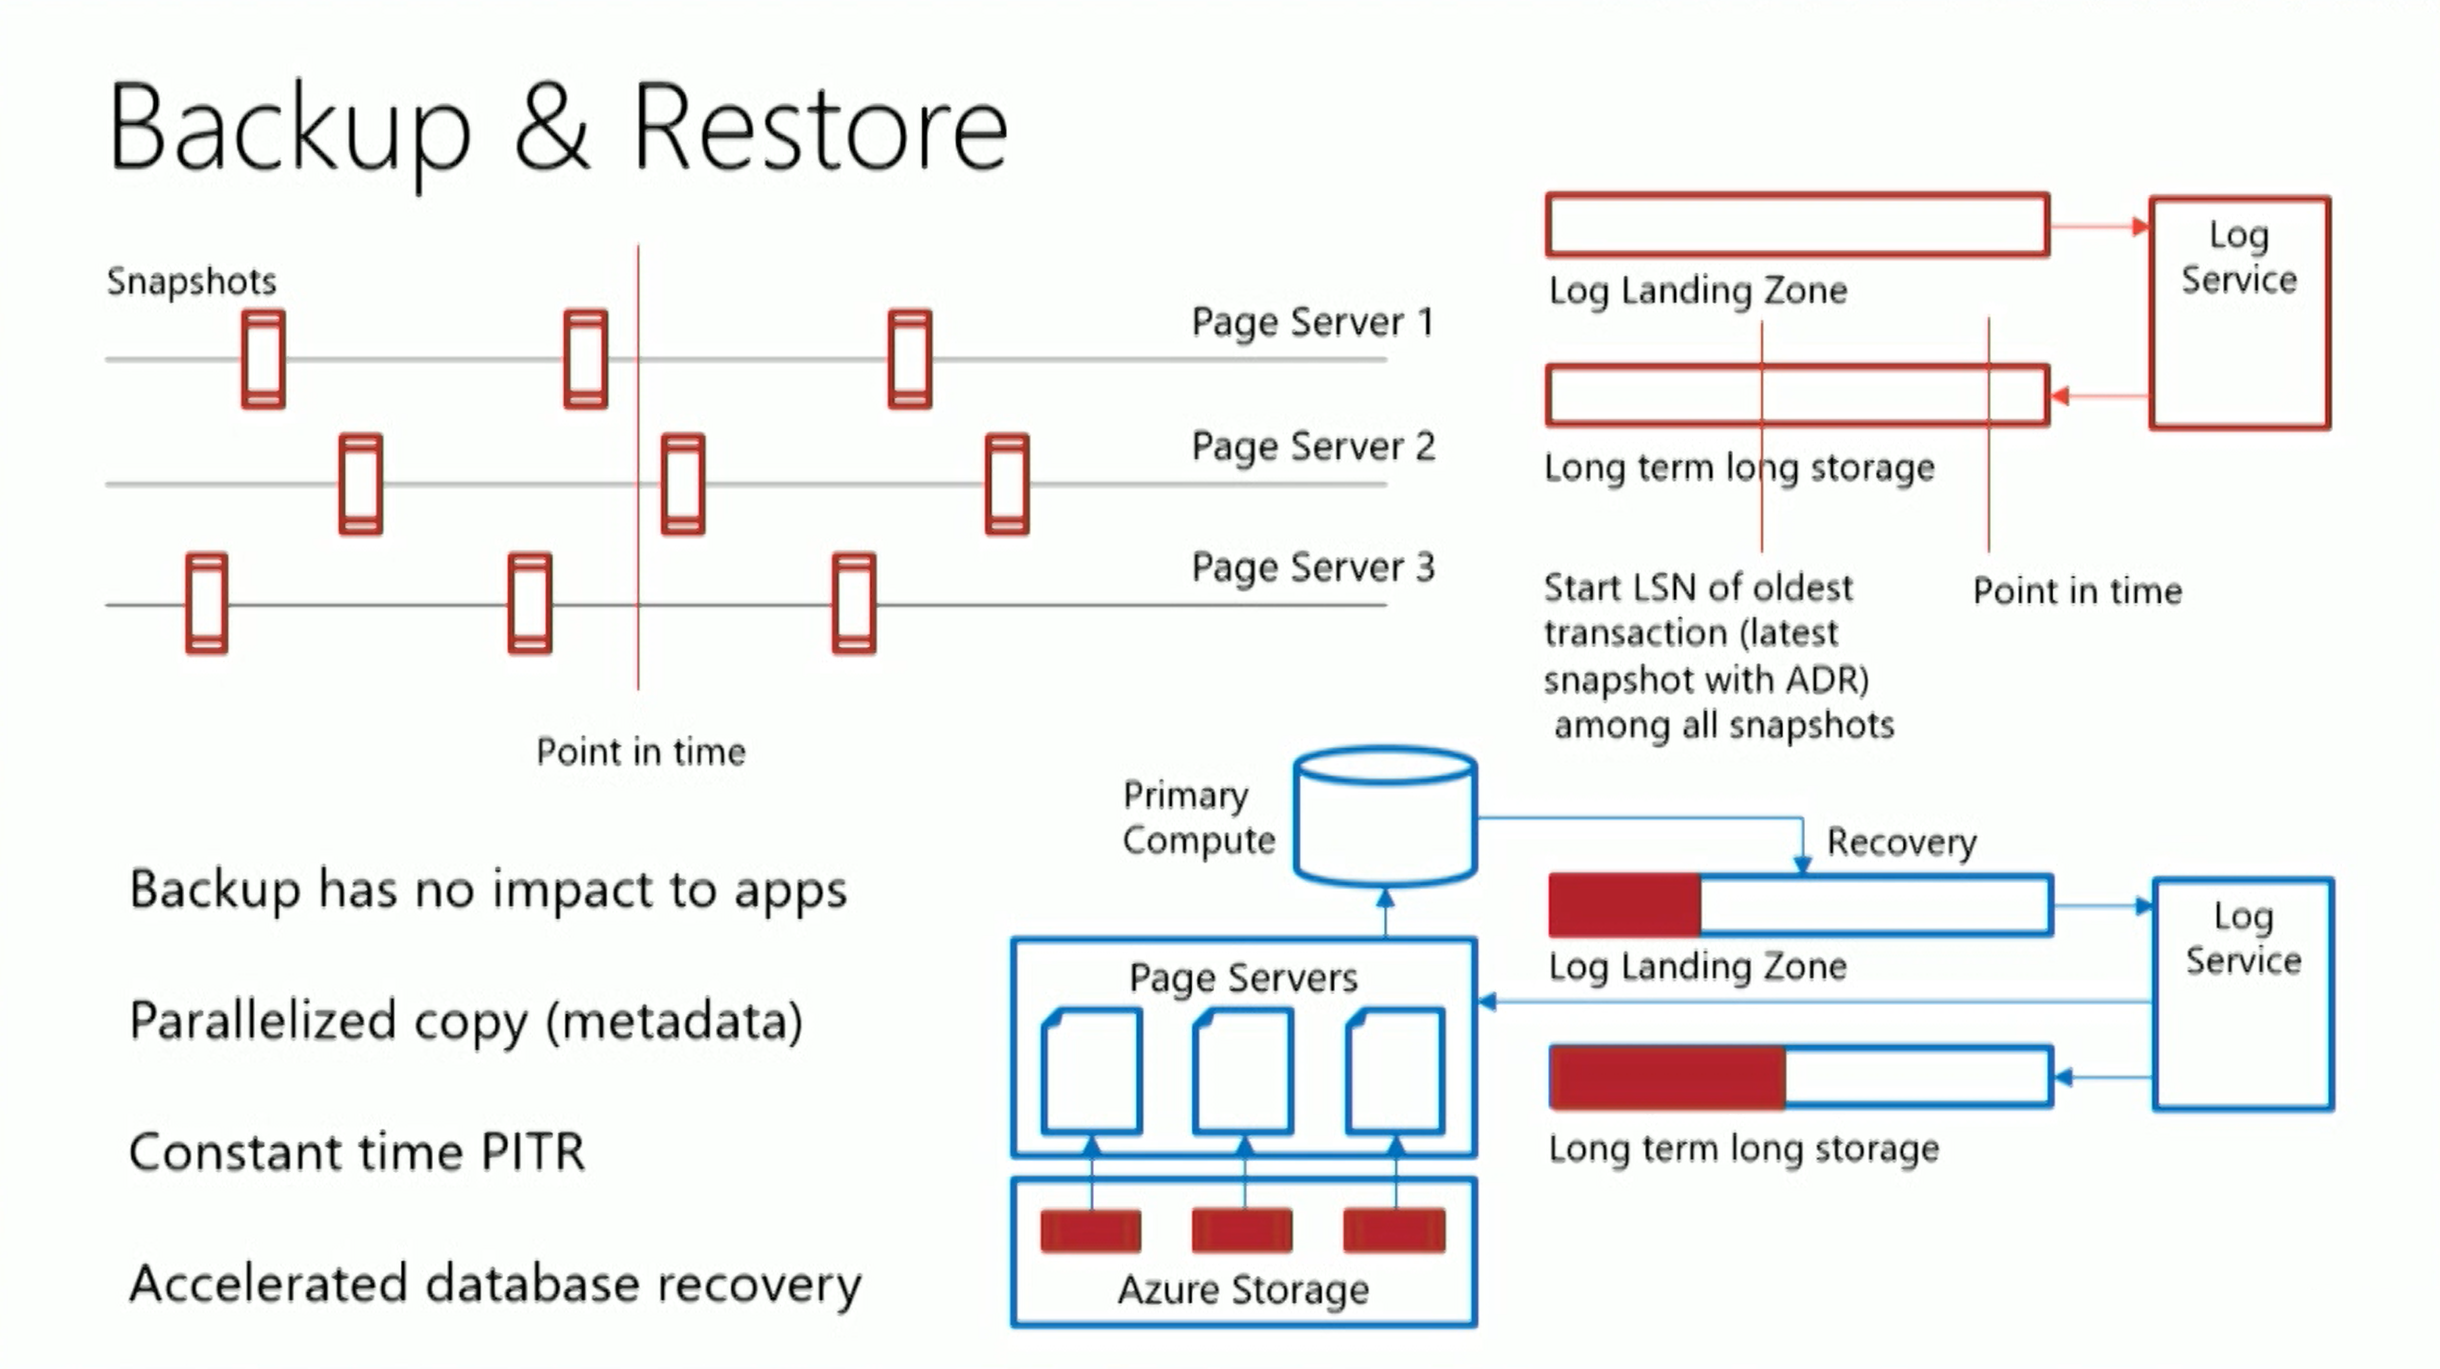 Backup & Restore
Snapshots
Page Server 1
Page Server 2
Page Server 3
Point in time
Log
Service
Log Landing Zone
Long term long storage
Start LSN of oldest
transaction (latest
snapshot with ADR)
among all snapshots
Point in time
Backup has no impact to apps
Parallelized copy (metadata)
Constant time PITR
Accelerated database recovery
Primary
Compute
Recovery
Log
Service
Log Landing Zone
Page Servers
Long term long storage
Azure Storage